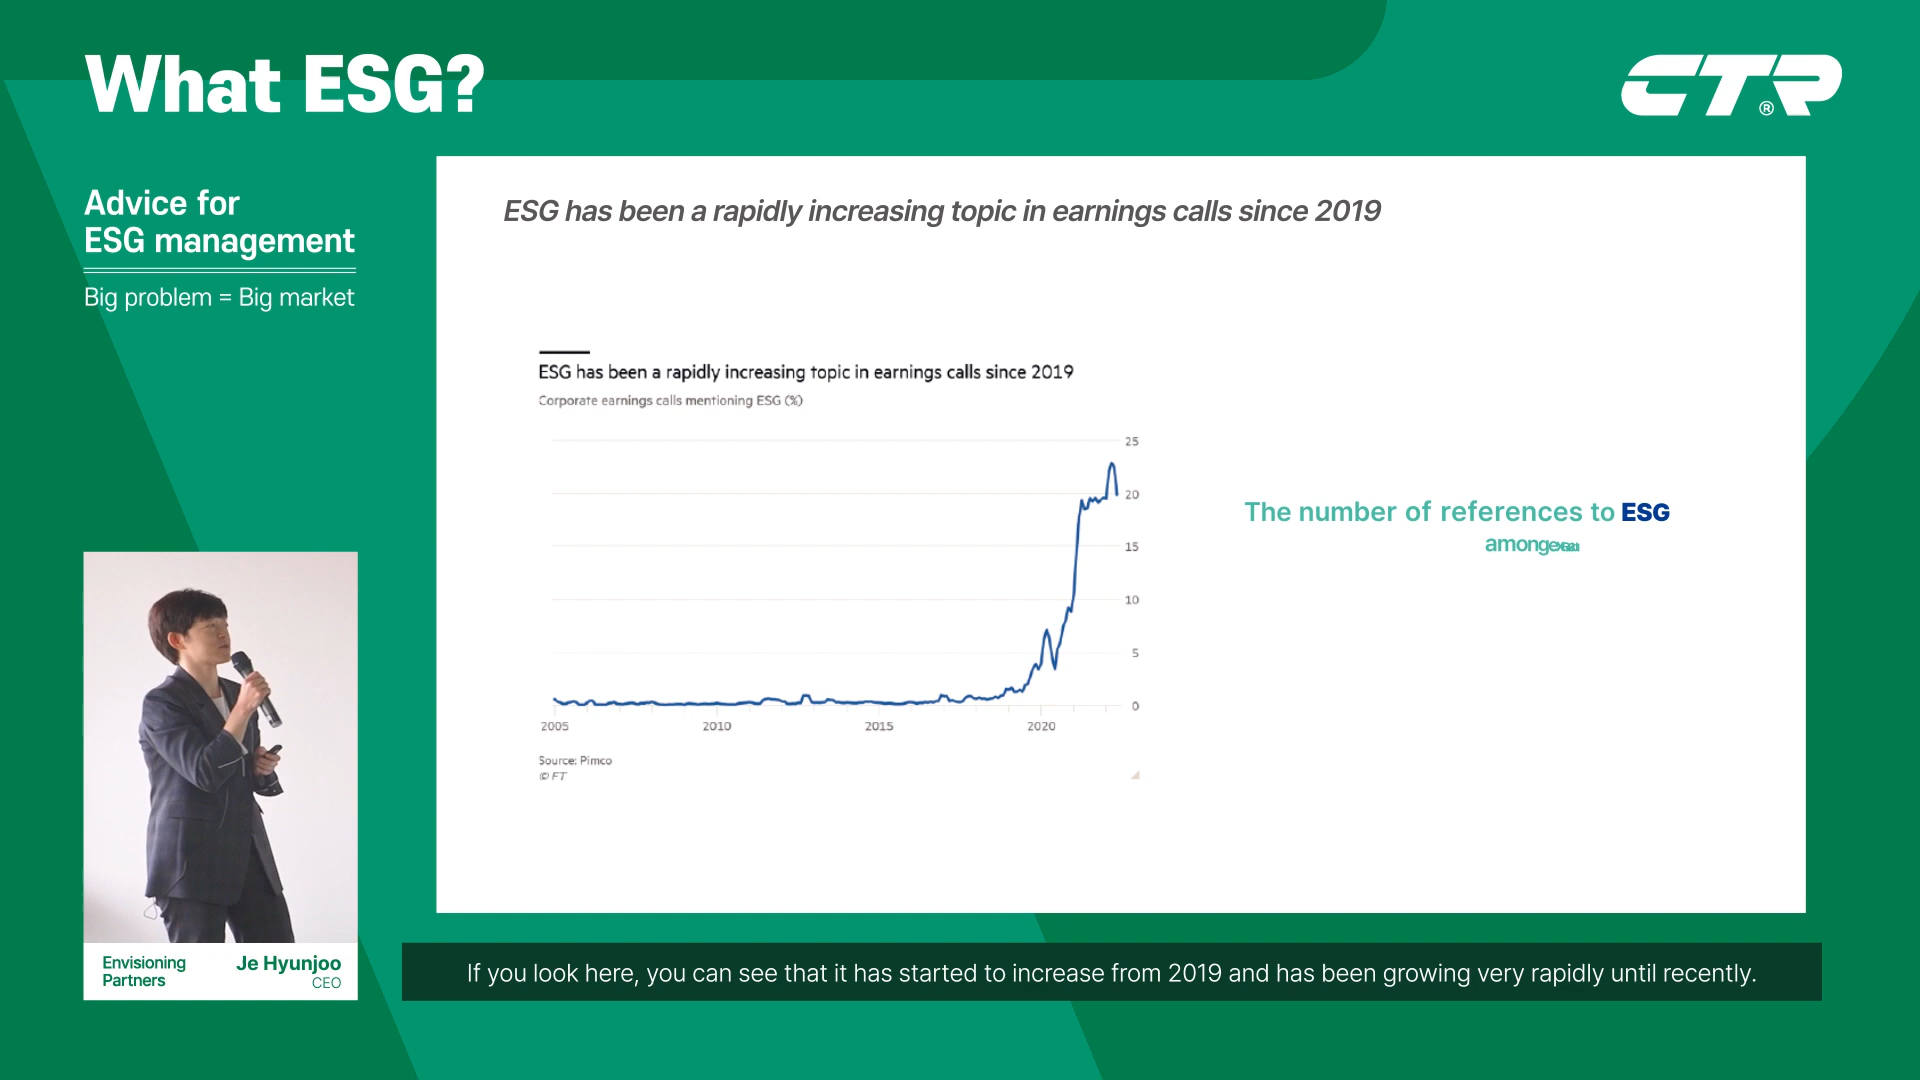 What ESG?
CTR®
Advice for
ESG management
Big problem = Big market
ESG has been a rapidly increasing topic in earnings calls since 2019
ESG has been a rapidly increasing topic in earnings calls since 2019
Corporate earnings calls mentioning ESG (%)
25
20
15
10
5
0
2005
2010
2015
2020
Source: Pimco
© FT
The number of references to ESG
among
Envisioning
Partners
Je Hyunjoo
CEO
If you look here, you can see that it has started to increase from 2019 and has been growing very rapidly until recently.